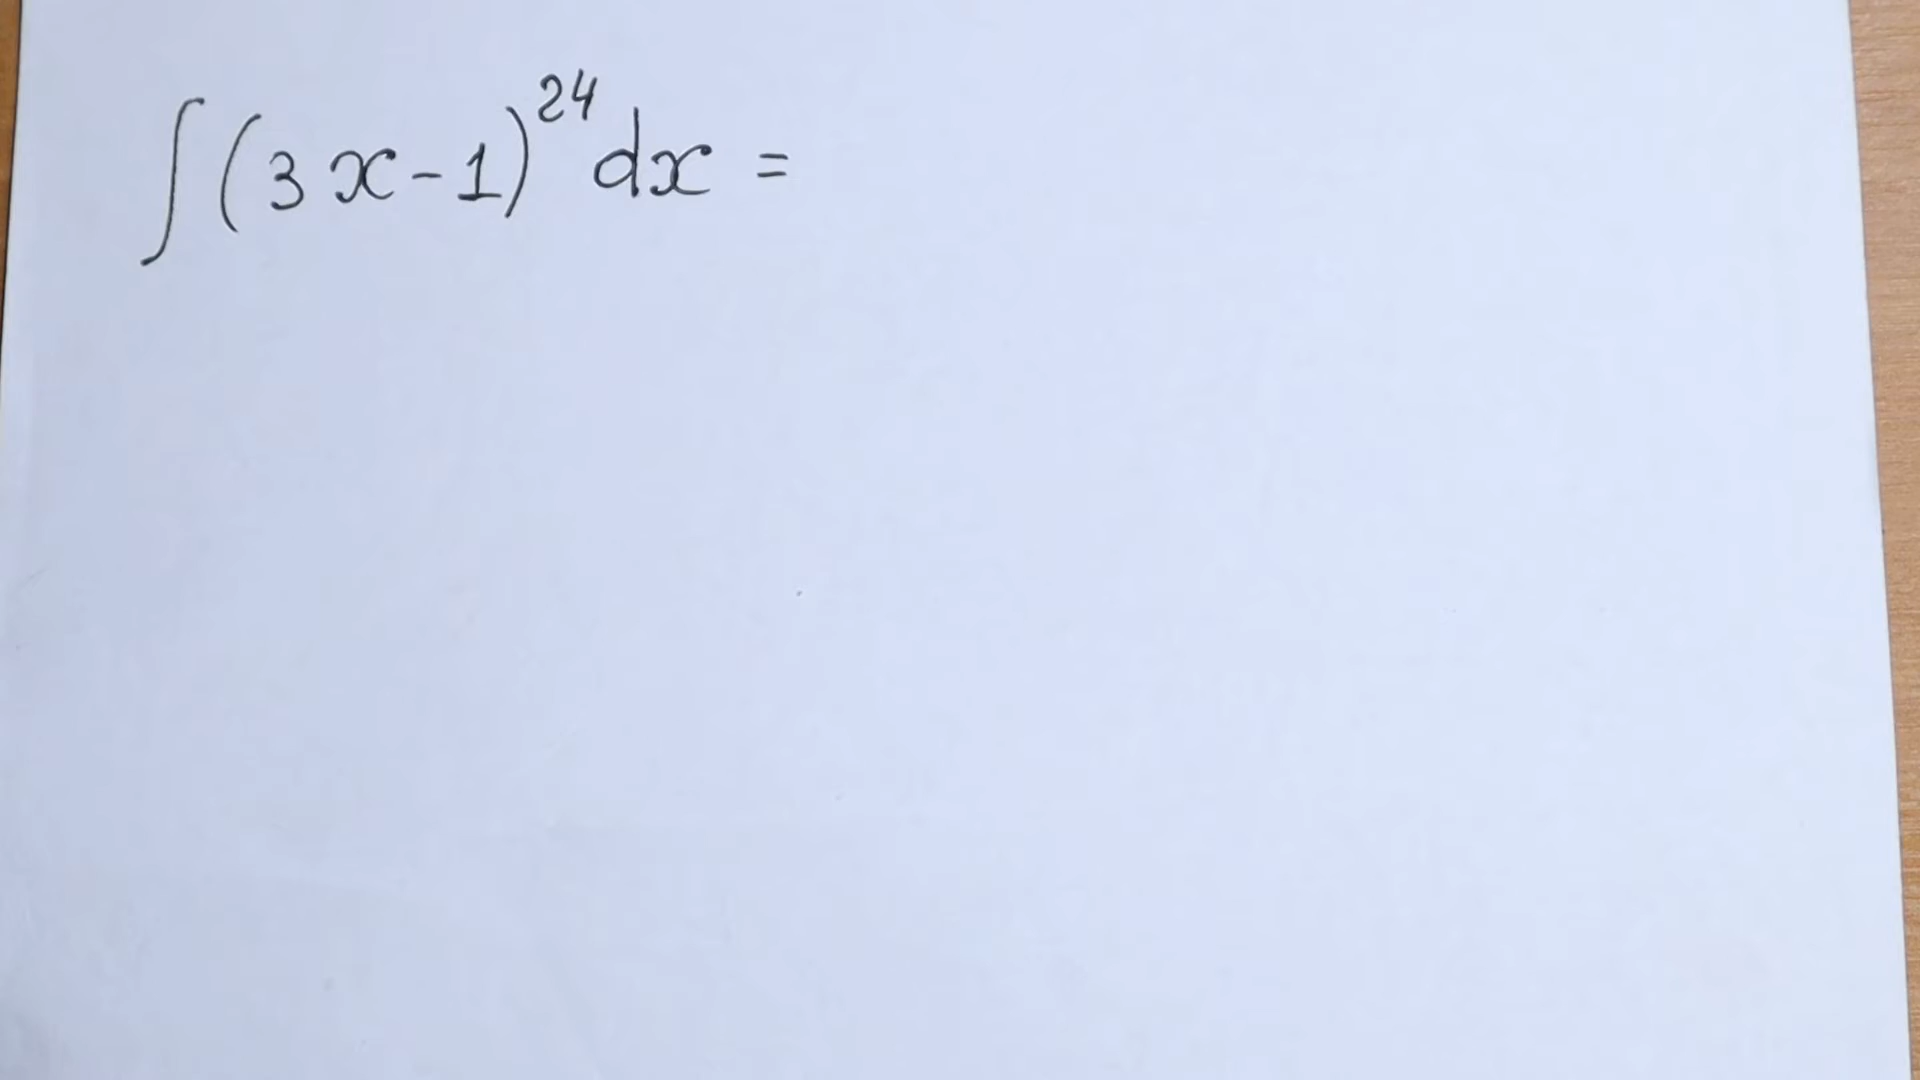 ∫(3x-1)^24 dx =